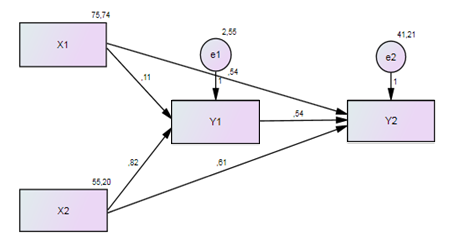 75,74
X1
2,55
e1
41,21
e2
,54
1
1
,11
Y1
,54
Y2
,82
,61
55,20
X2